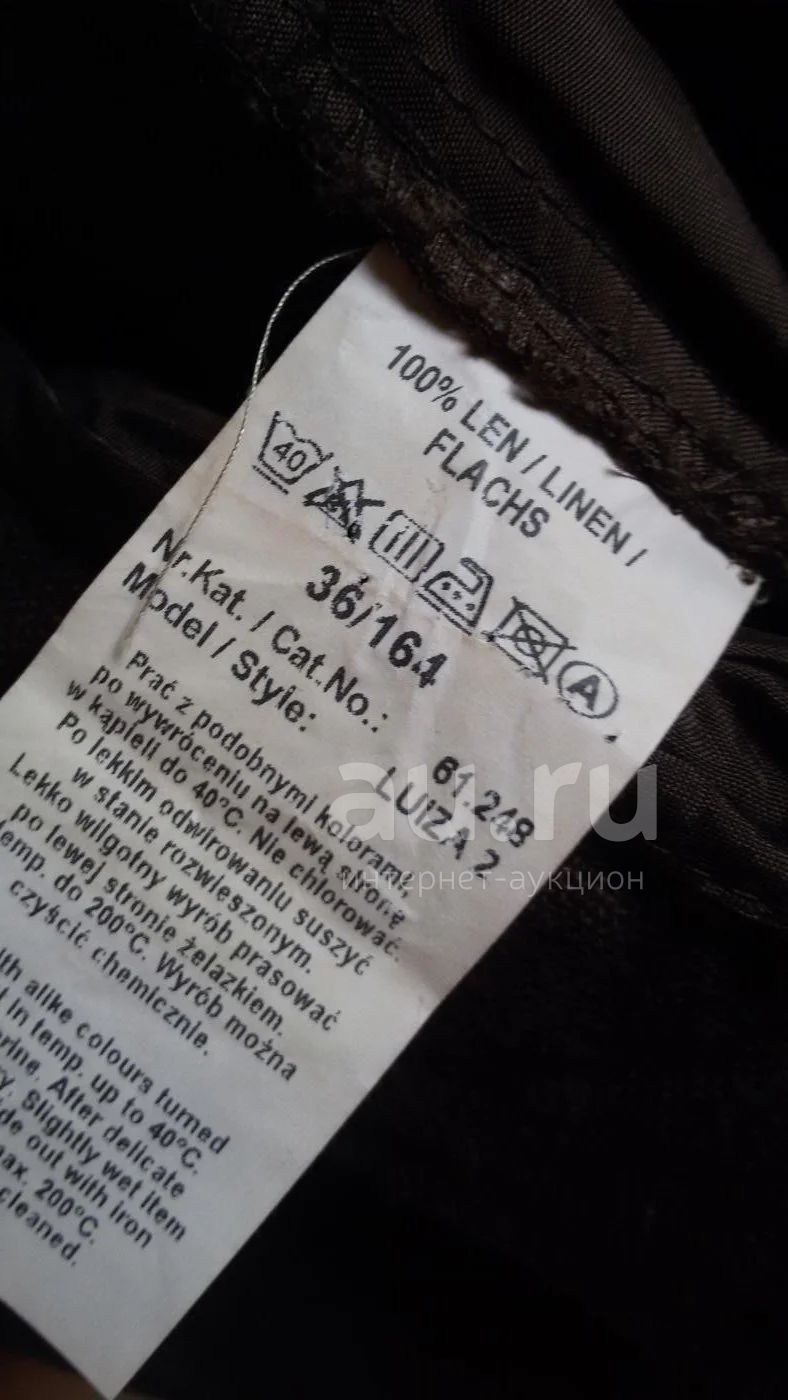 100% LEN / LINEN /
FLACHS
40
A
36/164
Nr.Kat. / Cat.No.: 61.248
Model / Style: LUIZA 2
Prać z podobnymi kolorami,
po wywróceniu na lewą stronę
w kąpieli do 40°C. Nie chlorować.
Po lekkim odwirowaniu suszyć
w stanie rozwieszonym.
Lekko wilgotny wyrób prasować
po lewej stronie żelazkiem.
temp. do 200°C. Wyrób można
czyścić chemicznie.
alike colours turned
in temp. up to 40°C.
After delicate
Slightly wet item
out with iron
200°C.
cleaned.
au.ru
интернет-аукцион